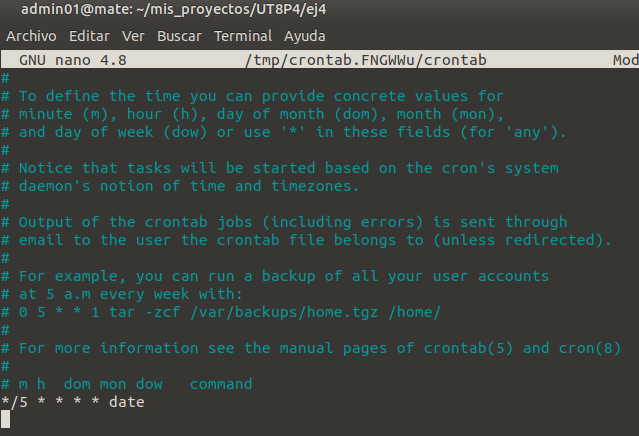 admin01@mate: ~/mis_proyectos/UT8P4/ej4
Archivo Editar Ver Buscar Terminal Ayuda
GNU nano 4.8 /tmp/crontab.FNGWWu/crontab Mod
#
# To define the time you can provide concrete values for
# minute (m), hour (h), day of month (dom), month (mon),
# and day of week (dow) or use '*' in these fields (for 'any').
#
# Notice that tasks will be started based on the cron's system
# daemon's notion of time and timezones.
#
# Output of the crontab jobs (including errors) is sent through
# email to the user the crontab file belongs to (unless redirected).
#
# For example, you can run a backup of all your user accounts
# at 5 a.m every week with:
# 0 5 * * 1 tar -zcf /var/backups/home.tgz /home/
#
# For more information see the manual pages of crontab(5) and cron(8)
#
# m h  dom mon dow   command
*/5 * * * * date